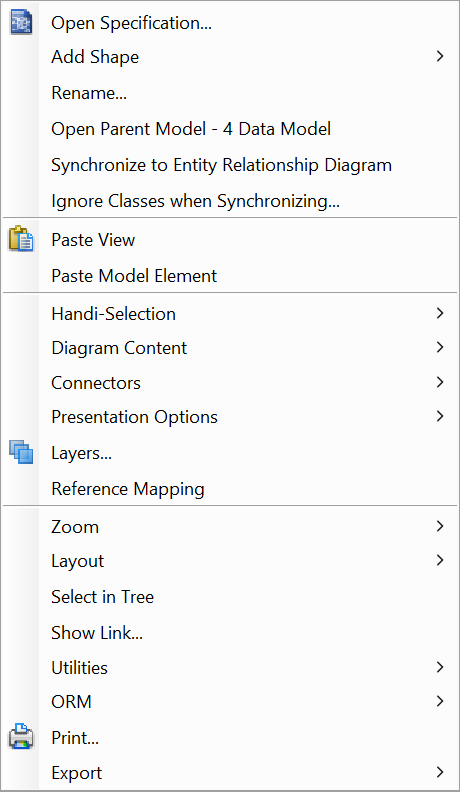 Open Specification...
Add Shape
Rename...
Open Parent Model - 4 Data Model
Synchronize to Entity Relationship Diagram
Ignore Classes when Synchronizing...
Paste View
Paste Model Element
Handi-Selection
Diagram Content
Connectors
Presentation Options
Layers...
Reference Mapping
Zoom
Layout
Select in Tree
Show Link...
Utilities
ORM
Print...
Export